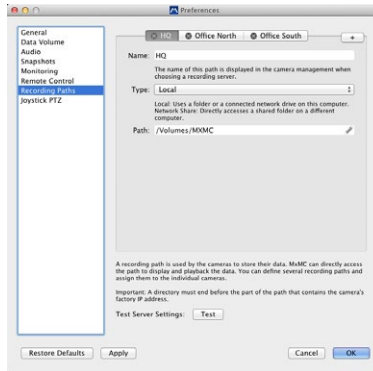 Preferences
General
Data Volume
Audio
Snapshots
Monitoring
Remote Control
Recording Paths
Joystick PTZ
HQ Office North Office South +
Name: HQ
The name of this path is displayed in the camera management when
choosing a recording server.
Type: Local
Local: Uses a folder or a connected network drive on this computer.
Network Share: Directly accesses a shared folder on a different
computer.
Path: /Volumes/MXMC
A recording path is used by the cameras to store their data. MxMC can directly access
the path to display and playback the data. You can define several recording paths and
assign them to the individual cameras.
Important: A directory must end before the part of the path that contains the camera's
factory IP address.
Test Server Settings: Test
Restore Defaults Apply Cancel OK